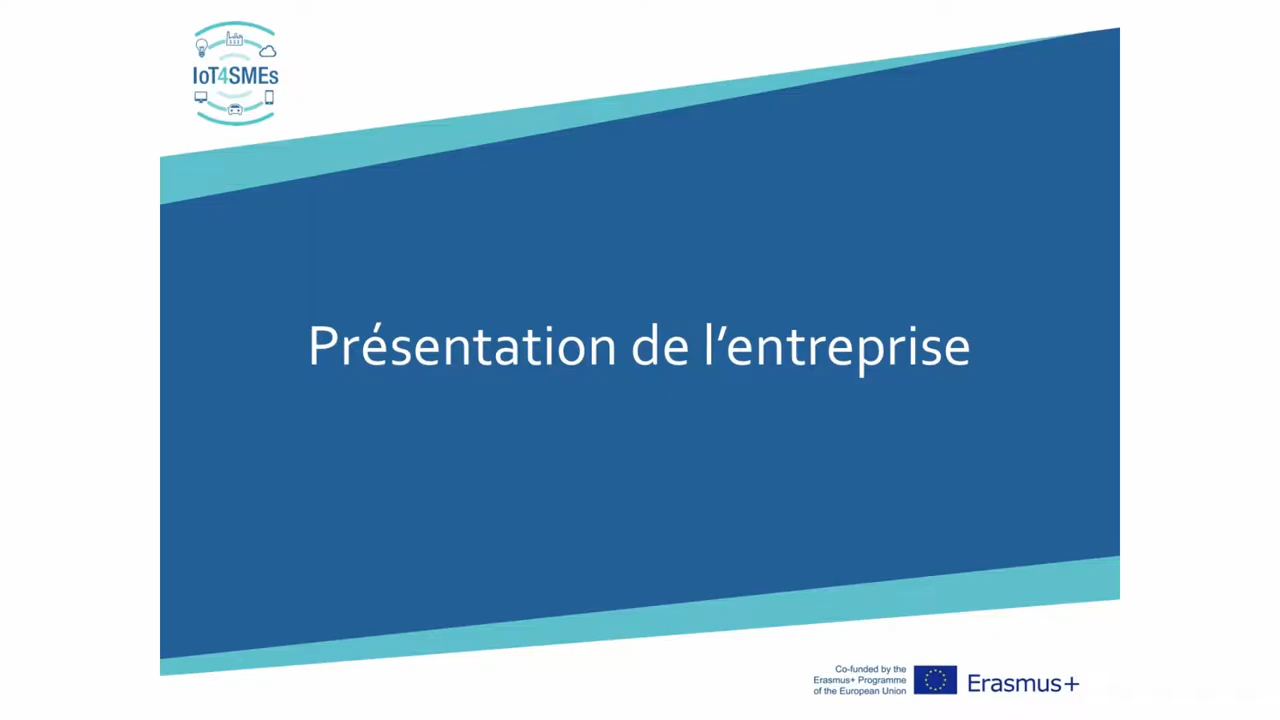 IoT4SMEs
Présentation de l’entreprise
Co-funded by the
Erasmus+ Programme
of the European Union
Erasmus+